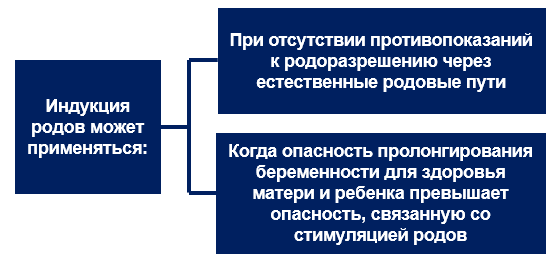 Индукция
родов может
применяться:
При отсутствии противопоказаний
к родоразрешению через
естественные родовые пути
Когда опасность пролонгирования
беременности для здоровья
матери и ребенка превышает
опасность, связанную со
стимуляцией родов